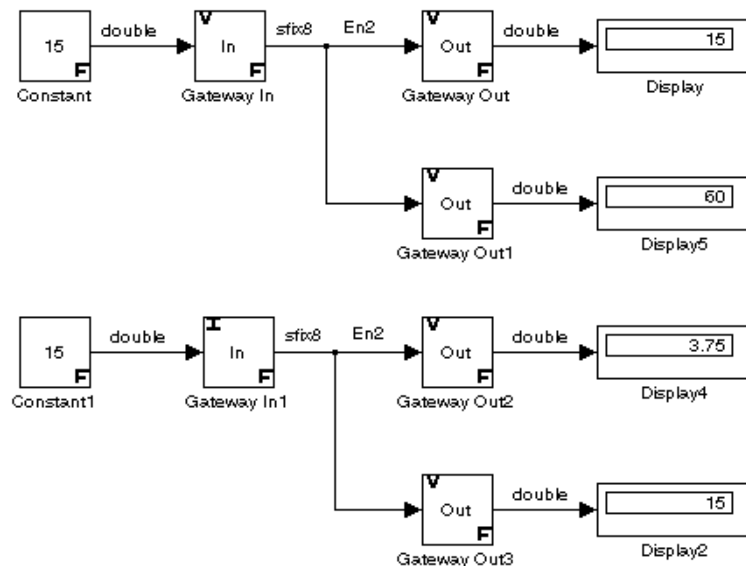 double V sfix8 En2 V double
15 In Out 15
F F F
Constant Gateway In Gateway Out Display
V double
Out 60
F
Gateway Out1 Display5
double I sfix8 En2 V double
15 In Out 3.75
F F F
Constant1 Gateway In1 Gateway Out2 Display4
V double
Out 15
F
Gateway Out3 Display2